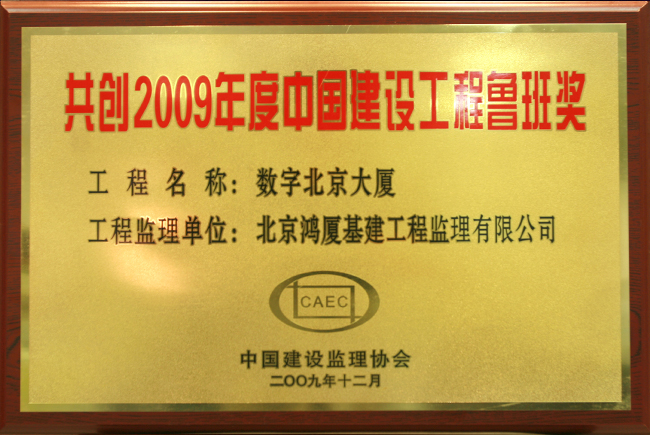 共创2009年度中国建设工程鲁班奖
工程名称：数字北京大厦
工程监理单位：北京鸿厦基建工程监理有限公司
CAEC
中国建设监理协会
二〇〇九年十二月